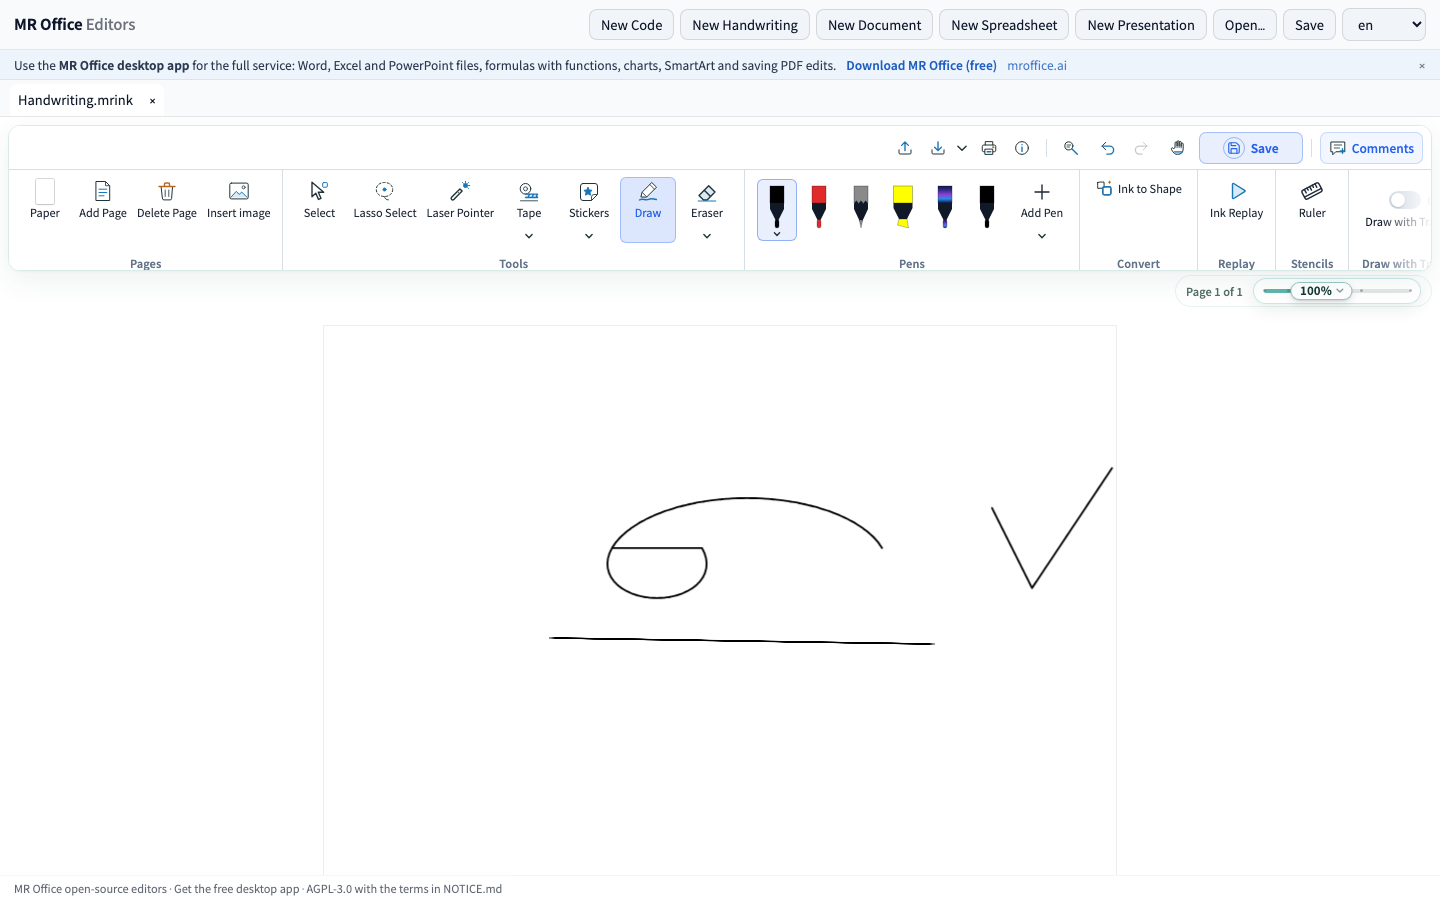 MR Office Editors
New Code
New Handwriting
New Document
New Spreadsheet
New Presentation
Open...
Save
en
Use the MR Office desktop app for the full service: Word, Excel and PowerPoint files, formulas with functions, charts, SmartArt and saving PDF edits. Download MR Office (free) mroffice.ai ×
Handwriting.mrink ×
Save
Comments
Paper
Add Page
Delete Page
Insert image
Select
Lasso Select
Laser Pointer
Tape
Stickers
Draw
Eraser
Add Pen
Ink to Shape
Ink Replay
Ruler
Draw with
Pages
Tools
Pens
Convert
Replay
Stencils
Draw with
Page 1 of 1
100%
MR Office open-source editors · Get the free desktop app · AGPL-3.0 with the terms in NOTICE.md